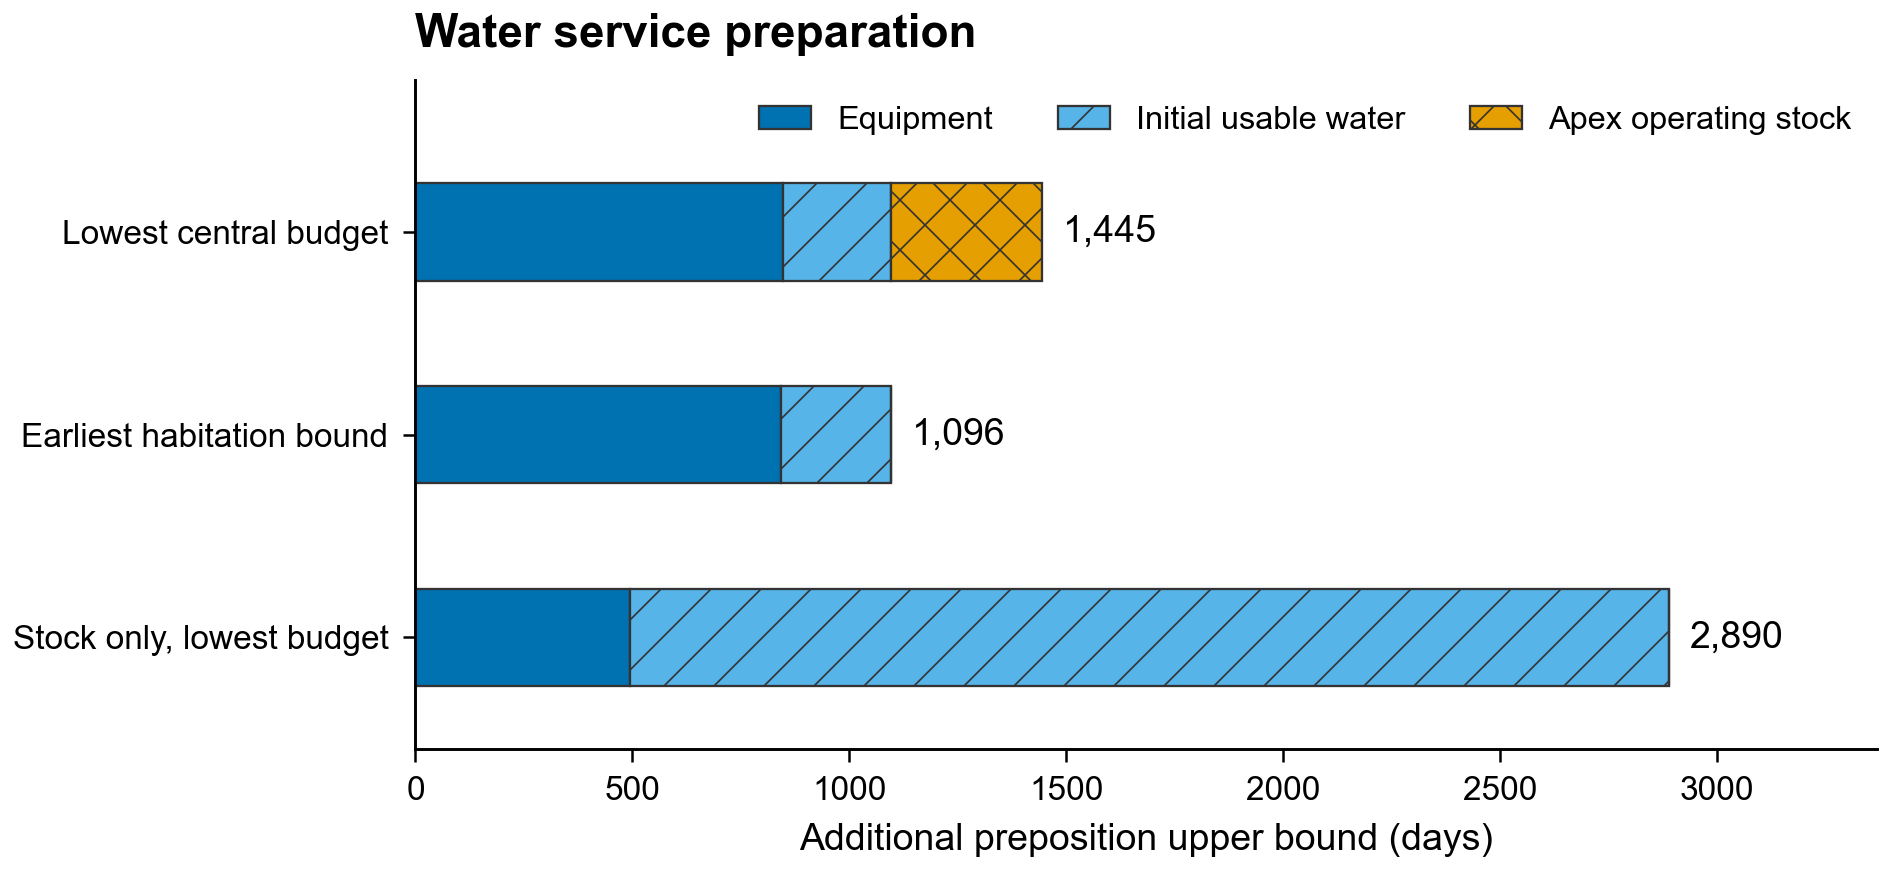 Water service preparation
Equipment
Initial usable water
Apex operating stock
Lowest central budget
1,445
Earliest habitation bound
1,096
Stock only, lowest budget
2,890
0
500
1000
1500
2000
2500
3000
Additional preposition upper bound (days)